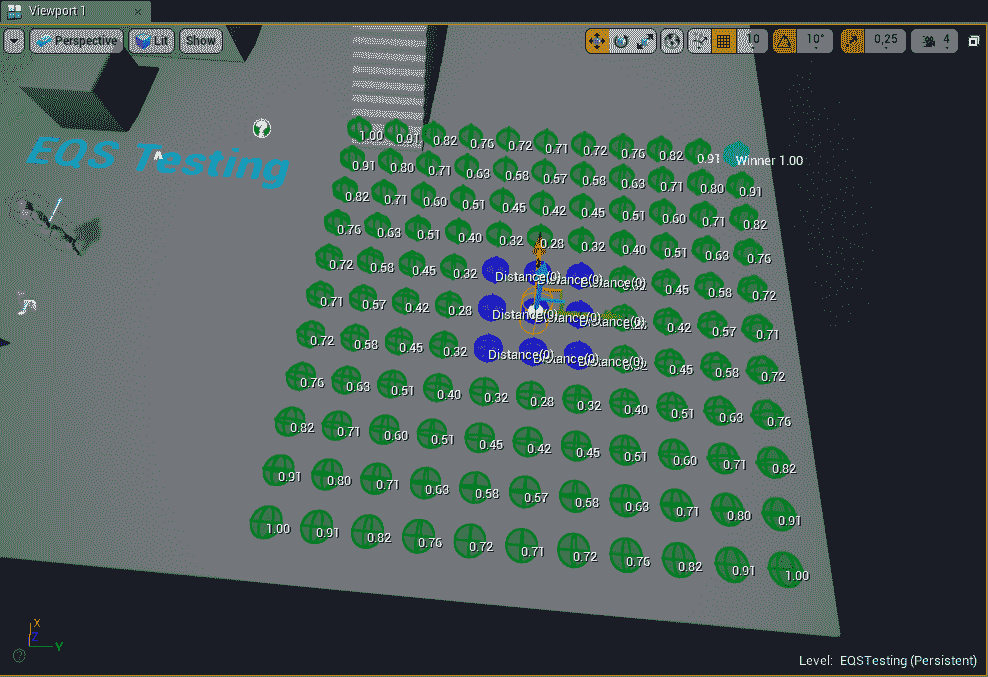 Viewport 1
Perspective Lit Show 10 10° 0,25 4
EQS Testing
1.00 0.91 0.82 0.76 0.72 0.71 0.72 0.76 0.82 0.91 Winner 1.00
0.91 0.80 0.71 0.63 0.58 0.57 0.58 0.63 0.71 0.80 0.91
0.82 0.71 0.60 0.51 0.45 0.42 0.45 0.51 0.60 0.71 0.82
0.76 0.63 0.51 0.40 0.32 0.28 0.32 0.40 0.51 0.63 0.76
0.72 0.58 0.45 0.32 Distance(0) Distance(0) Distance(0) 0.45 0.58 0.72
0.71 0.57 0.42 0.28 Distance(0) Distance(0) Distance(0) 0.42 0.57 0.71
0.72 0.58 0.45 0.32 Distance(0) Distance(0) Distance(0) 0.45 0.58 0.72
0.76 0.63 0.51 0.40 0.32 0.28 0.32 0.40 0.51 0.63 0.76
0.82 0.71 0.60 0.51 0.45 0.42 0.45 0.51 0.60 0.71 0.82
0.91 0.80 0.71 0.63 0.58 0.57 0.58 0.63 0.71 0.80 0.91
1.00 0.91 0.82 0.76 0.72 0.71 0.72 0.76 0.82 0.91 1.00
X
Z
Y
Level: EQSTesting (Persistent)